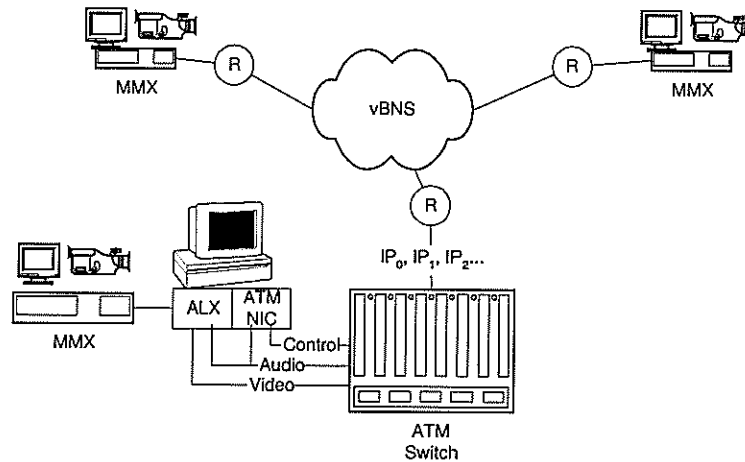 R
R
MMX
vBNS
MMX
R
IP0, IP1, IP2...
ALX
ATM
NIC
MMX
Control
Audio
Video
ATM
Switch